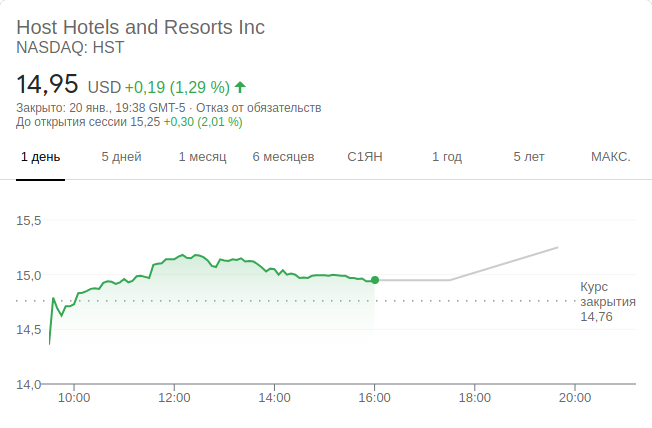 Host Hotels and Resorts Inc
NASDAQ: HST
14,95 USD +0,19 (1,29 %)
Закрыто: 20 янв., 19:38 GMT-5 · Отказ от обязательств
До открытия сессии 15,25 +0,30 (2,01 %)
1 день 5 дней 1 месяц 6 месяцев С1ЯН 1 год 5 лет МАКС.
15,5
15,0
Курс
закрытия
14,76
14,5
14,0
10:00 12:00 14:00 16:00 18:00 20:00